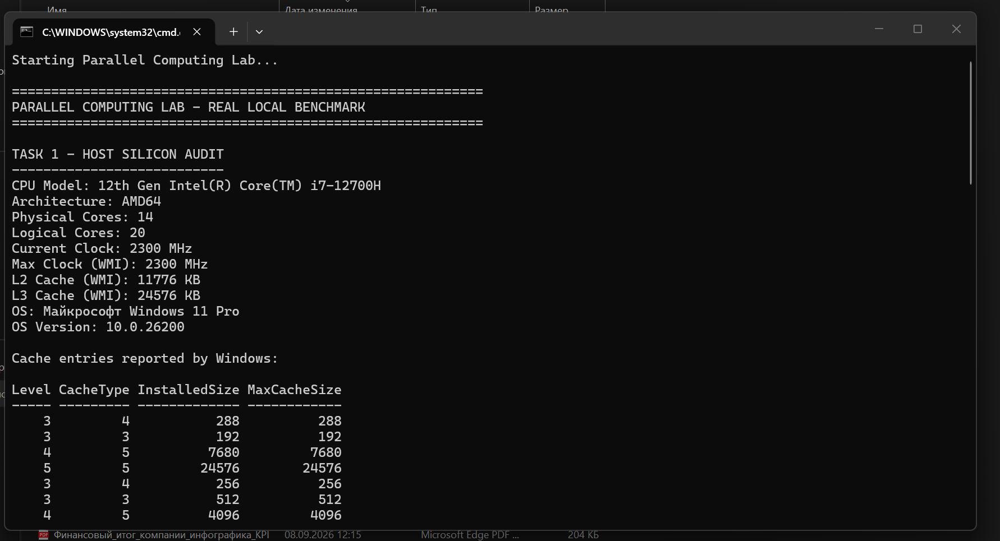 Имя Дата изменения Тип Размер
C:\WINDOWS\system32\cmd.
Starting Parallel Computing Lab...
============================================================
PARALLEL COMPUTING LAB - REAL LOCAL BENCHMARK
============================================================
TASK 1 - HOST SILICON AUDIT
---------------------------
CPU Model: 12th Gen Intel(R) Core(TM) i7-12700H
Architecture: AMD64
Physical Cores: 14
Logical Cores: 20
Current Clock: 2300 MHz
Max Clock (WMI): 2300 MHz
L2 Cache (WMI): 11776 KB
L3 Cache (WMI): 24576 KB
OS: Майкрософт Windows 11 Pro
OS Version: 10.0.26200
Cache entries reported by Windows:
Level CacheType InstalledSize MaxCacheSize
----- --------- ------------- ------------
3 4 288 288
3 3 192 192
4 5 7680 7680
5 5 24576 24576
3 4 256 256
3 3 512 512
4 5 4096 4096
PDF Финансовый_итог_компании_инфографика_KPI 08.09.2026 12:15 Microsoft Edge PDF ... 204 КБ